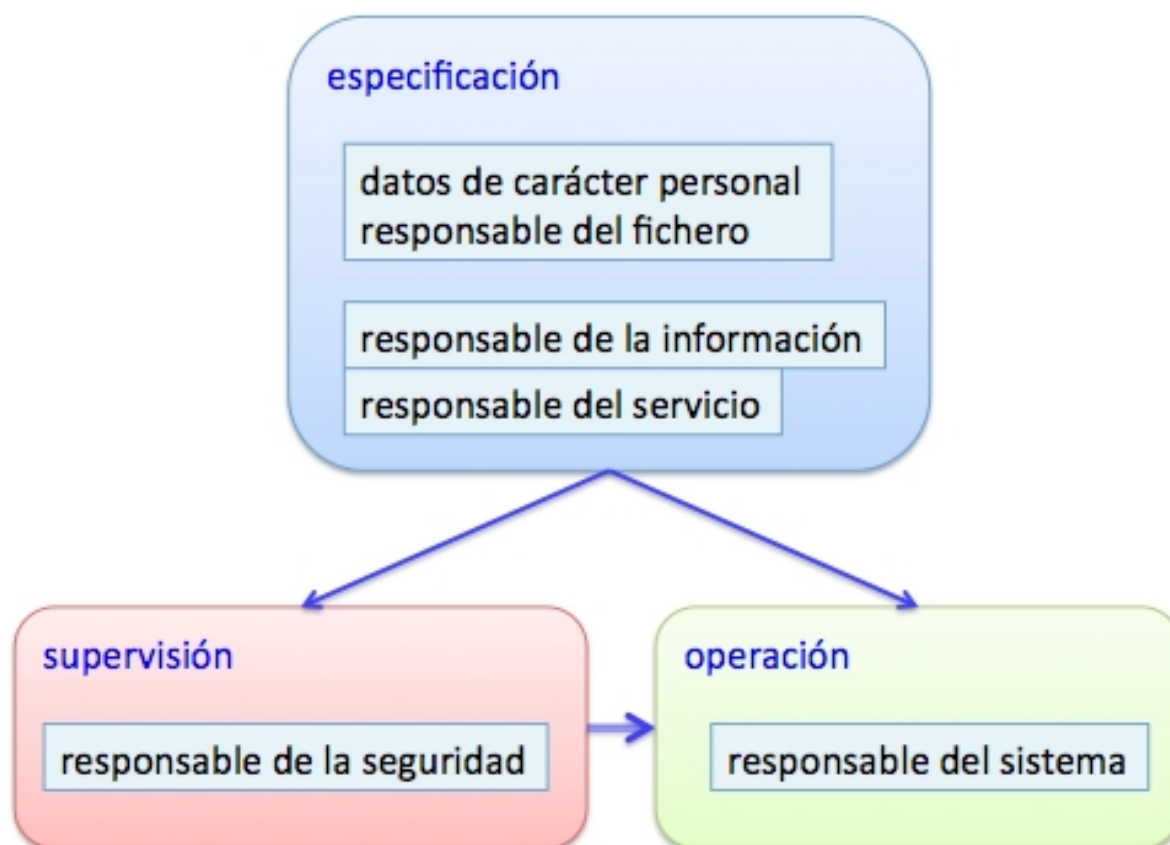 especificación
datos de carácter personal
responsable del fichero
responsable de la información
responsable del servicio
supervisión
responsable de la seguridad
operación
responsable del sistema